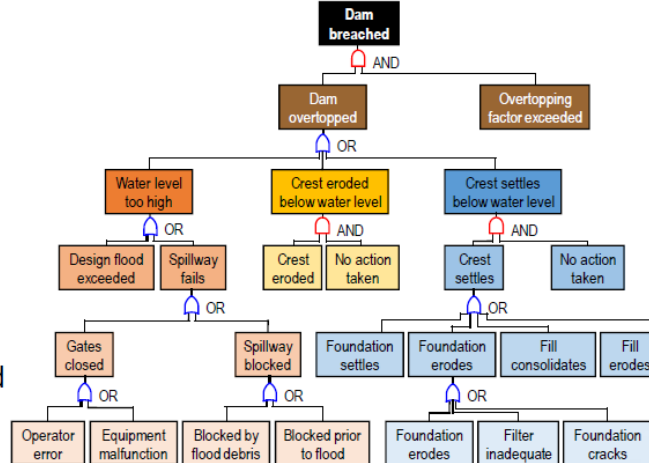 Dam
breached
AND
Dam
overtopped
Overtopping
factor exceeded
OR
Water level
too high
Crest eroded
below water level
Crest settles
below water level
OR
AND
AND
Design flood
exceeded
Spillway
fails
Crest
eroded
No action
taken
Crest
settles
No action
taken
OR
OR
Gates
closed
Spillway
blocked
Foundation
settles
Foundation
erodes
Fill
consolidates
Fill
erodes
d
OR
OR
OR
Operator
error
Equipment
malfunction
Blocked by
flood debris
Blocked prior
to flood
Foundation
erodes
Filter
inadequate
Foundation
cracks